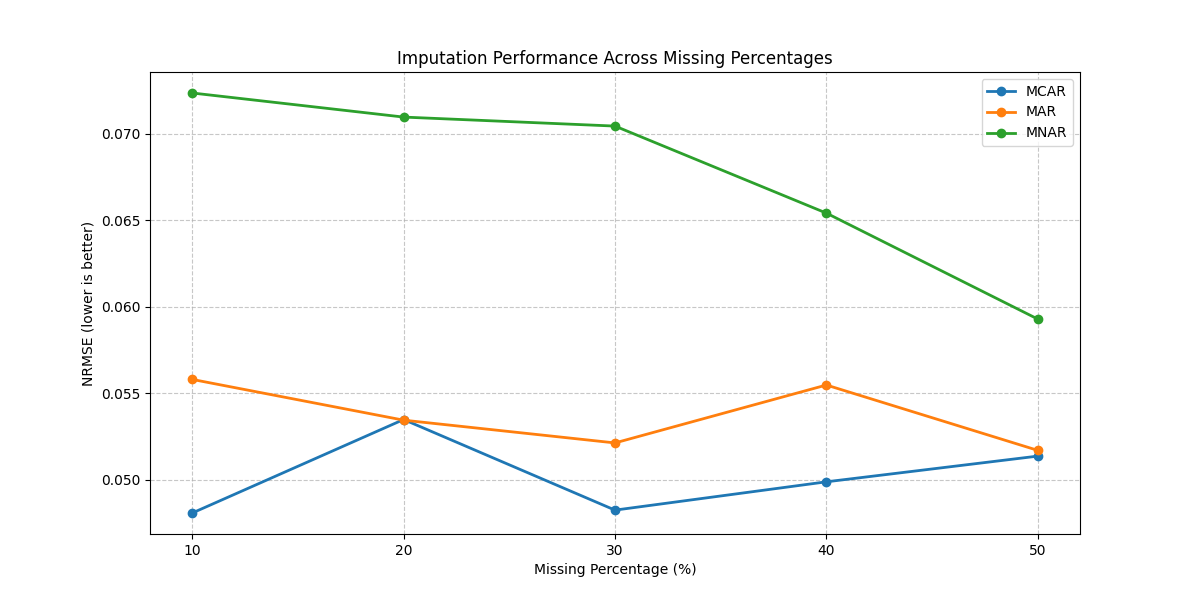 Imputation Performance Across Missing Percentages
MCAR
MAR
MNAR
NRMSE (lower is better)
0.070
0.065
0.060
0.055
0.050
10 20 30 40 50
Missing Percentage (%)